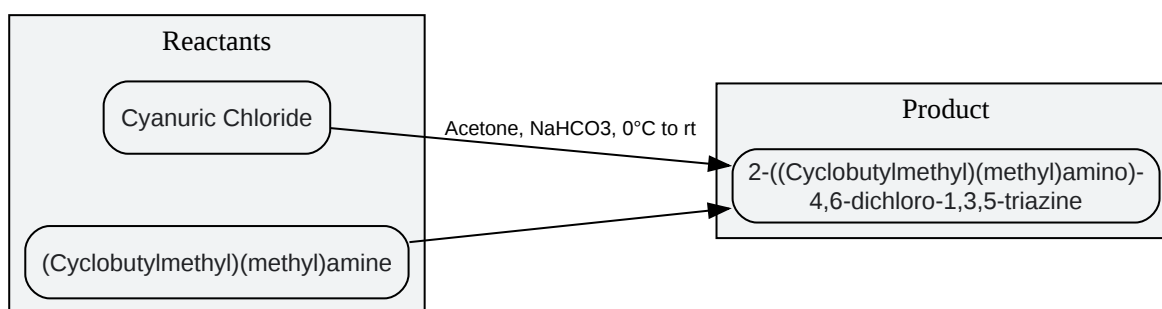 Reactants
Cyanuric Chloride
(Cyclobutylmethyl)(methyl)amine
Acetone, NaHCO3, 0°C to rt
Product
2-((Cyclobutylmethyl)(methyl)amino)-
4,6-dichloro-1,3,5-triazine